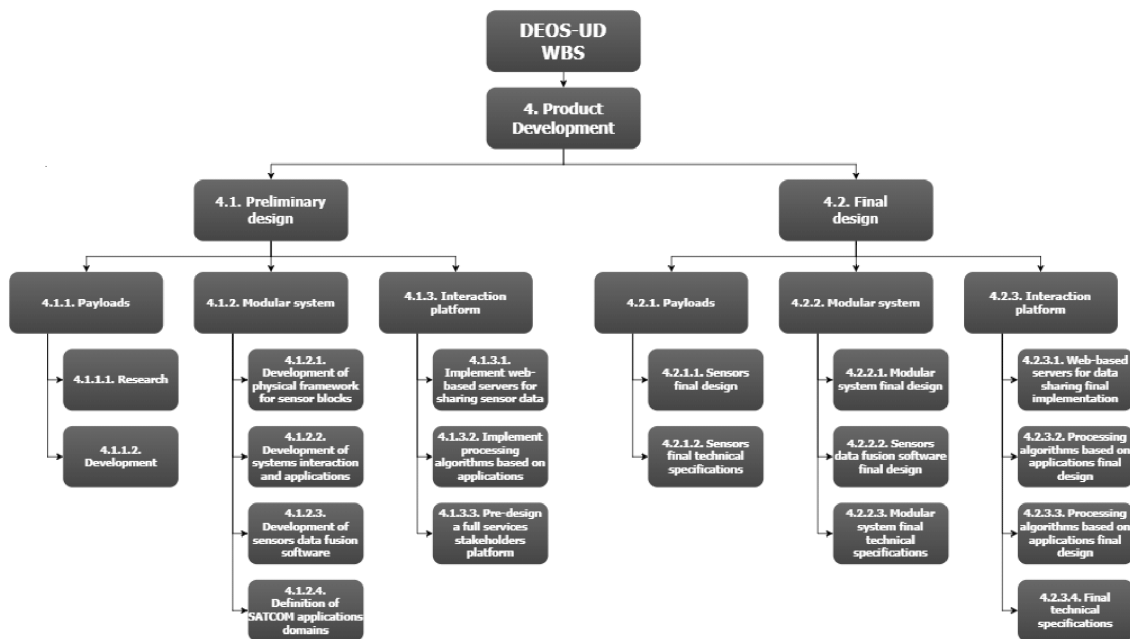 DEOS-UD
WBS
4. Product
Development
4.1. Preliminary
design
4.2. Final
design
4.1.1. Payloads
4.1.2. Modular system
4.1.3. Interaction
platform
4.2.1. Payloads
4.2.2. Modular system
4.2.3. Interaction
platform
4.1.1.1. Research
4.1.1.2.
Development
4.1.2.1.
Development of
physical framework
for sensor blocks
4.1.2.2.
Development of
systems interaction
and applications
4.1.2.3.
Development of
sensors data fusion
software
4.1.2.4.
Definition of
SATCOM applications
domains
4.1.3.1.
Implement web-
based servers for
sharing sensor data
4.1.3.2. Implement
processing
algorithms based on
applications
4.1.3.3. Pre-design
a full services
stakeholders
platform
4.2.1.1. Sensors
final design
4.2.1.2. Sensors
final technical
specifications
4.2.2.1. Modular
system final design
4.2.2.2. Sensors
data fusion software
final design
4.2.2.3. Modular
system final
technical
specifications
4.2.3.1. Web-based
servers for data
sharing final
implementation
4.2.3.2. Processing
algorithms based on
applications final
design
4.2.3.3. Processing
algorithms based on
applications final
design
4.2.3.4. Final
technical
specifications